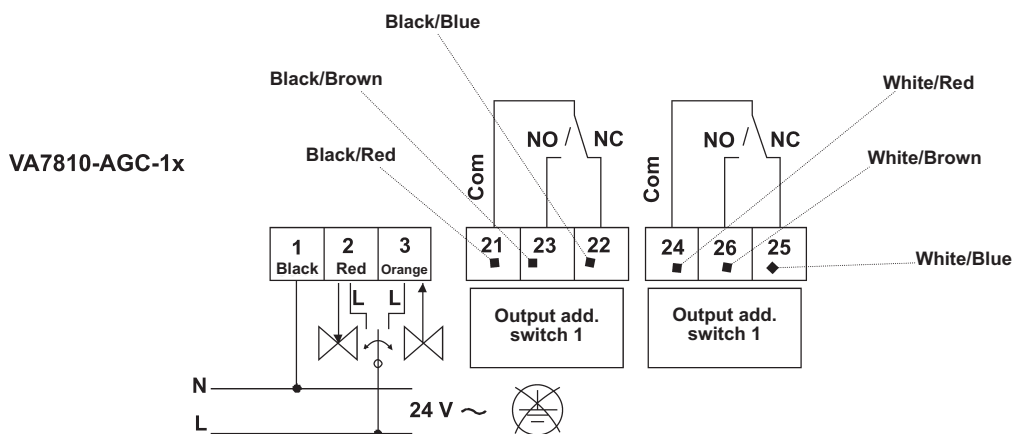 Black/Blue
Black/Brown
White/Red
NO / NC
NO / NC
Black/Red
White/Brown
VA7810-AGC-1x
Com
Com
1
2
3
21
23
22
24
26
25
Black
Red
Orange
White/Blue
L
L
Output add.
switch 1
Output add.
switch 1
N
24 V ~
L